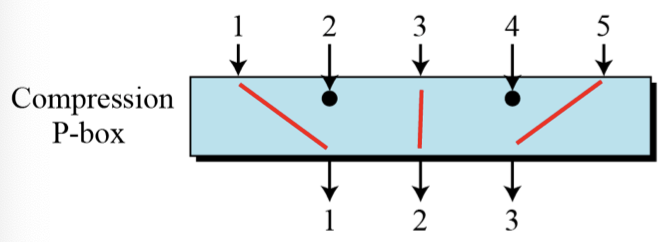 1 2 3 4 5
Compression
P-box
1 2 3